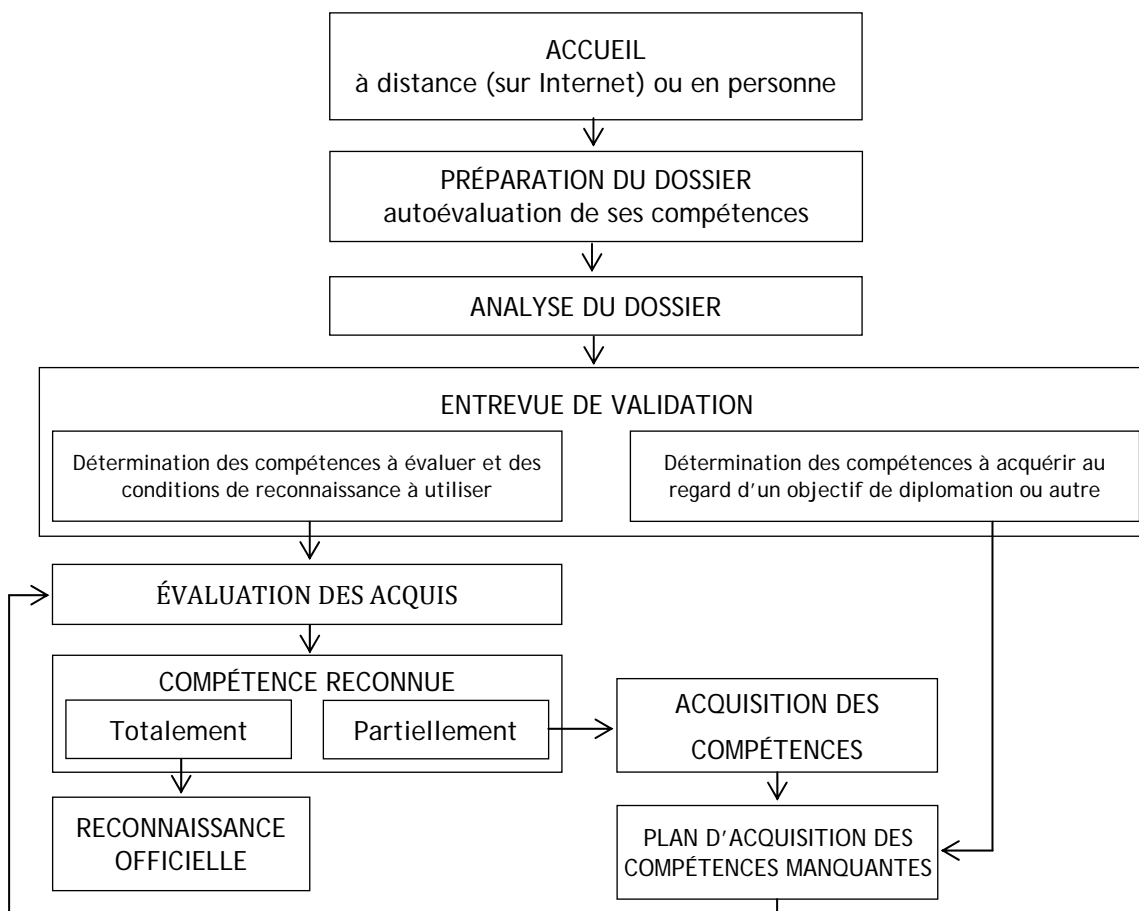 ACCUEIL
à distance (sur Internet) ou en personne
PRÉPARATION DU DOSSIER
autoévaluation de ses compétences
ANALYSE DU DOSSIER
ENTREVUE DE VALIDATION
Détermination des compétences à évaluer et des
conditions de reconnaissance à utiliser
Détermination des compétences à acquérir au
regard d'un objectif de diplomation ou autre
ÉVALUATION DES ACQUIS
COMPÉTENCE RECONNUE
Totalement
Partiellement
ACQUISITION DES
COMPÉTENCES
RECONNAISSANCE
OFFICIELLE
PLAN D'ACQUISITION DES
COMPÉTENCES MANQUANTES